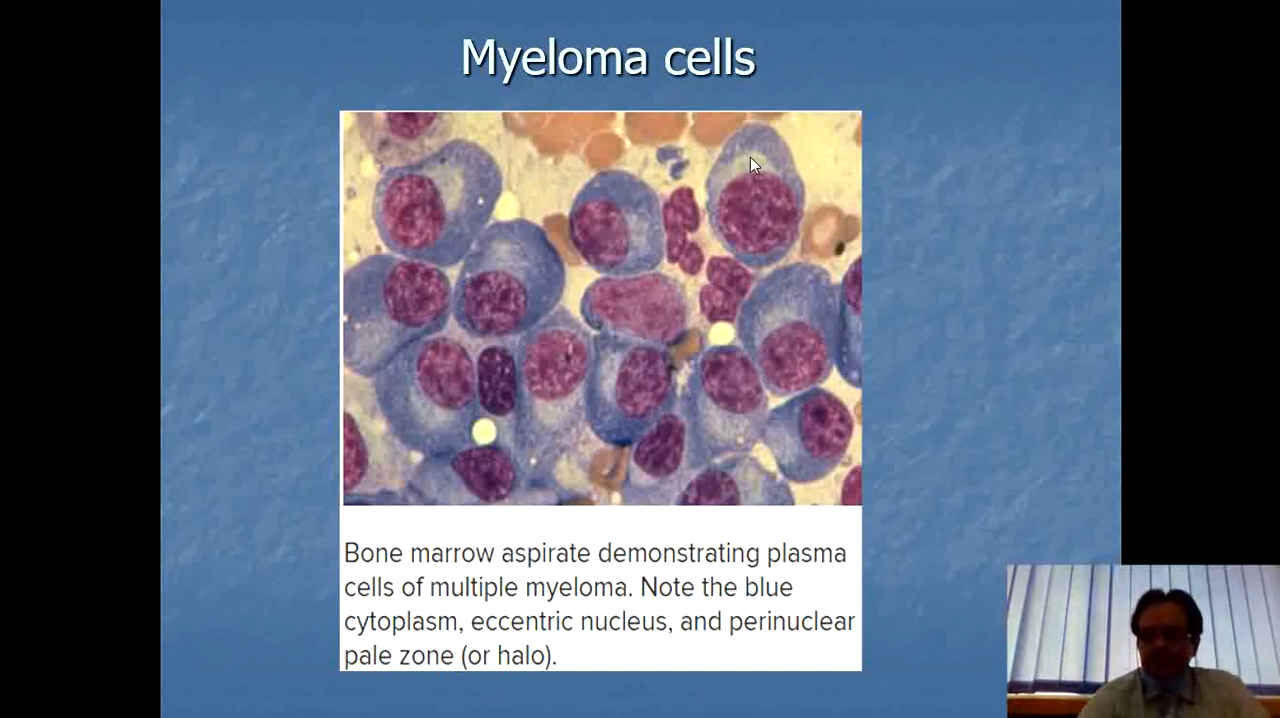 Myeloma cells
Bone marrow aspirate demonstrating plasma
cells of multiple myeloma. Note the blue
cytoplasm, eccentric nucleus, and perinuclear
pale zone (or halo).